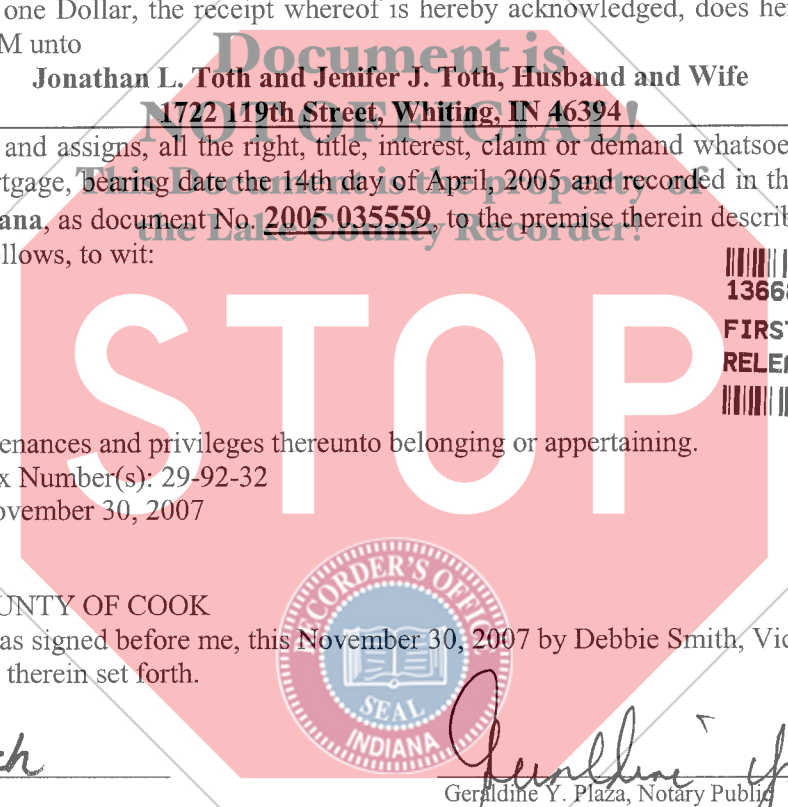 one Dollar, the receipt whereof is hereby acknowledged, does her
M unto
Document is
Jonathan L. Toth and Jenifer J. Toth, Husband and Wife
NOT OFFICIAL!
1722 119th Street, Whiting, IN 46394
and assigns, all the right, title, interest, claim or demand whatsoe
This Document is the property of
rtgage, bearing date the 14th day of April, 2005 and recorded in th
ana, as document No. 2005 035559, to the premise therein describ
the Lake County Recorder!
ollows, to wit:
1366
FIRST
RELEA
STOP
enances and privileges thereunto belonging or appertaining.
x Number(s): 29-92-32
ovember 30, 2007
RECORDER'S OFFICE
SEAL
INDIANA
UNTY OF COOK
as signed before me, this November 30, 2007 by Debbie Smith, Vic
therein set forth.
Geraldine Y. Plaza, Notary Public